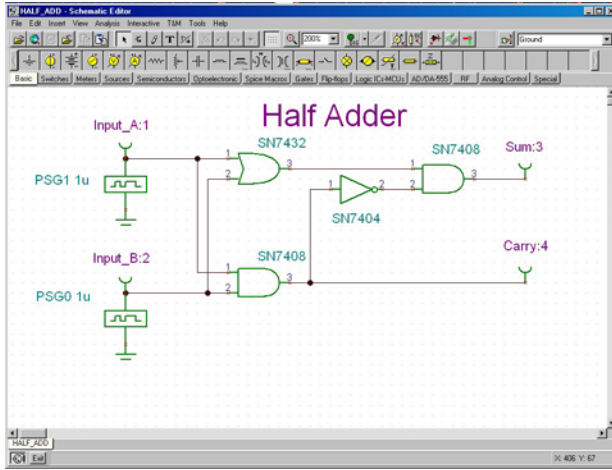 HALF_ADD - Schematic Editor
File Edit Insert View Analysis Interactive T&M Tools Help
200% Ground
Basic Switches Meters Sources Semiconductors Optoelectronic Spice Macros Gates Flip-flops Logic ICs-MCUs AD/DA-555 RF Analog Control Special
Half Adder
Input_A:1
SN7432
SN7408
Sum:3
1
3
1
3
PSG1 1u
2
1
2
2
SN7404
Input_B:2
SN7408
Carry:4
1
3
PSG0 1u
2
HALF_ADD
Exit
X: 406 Y: 67